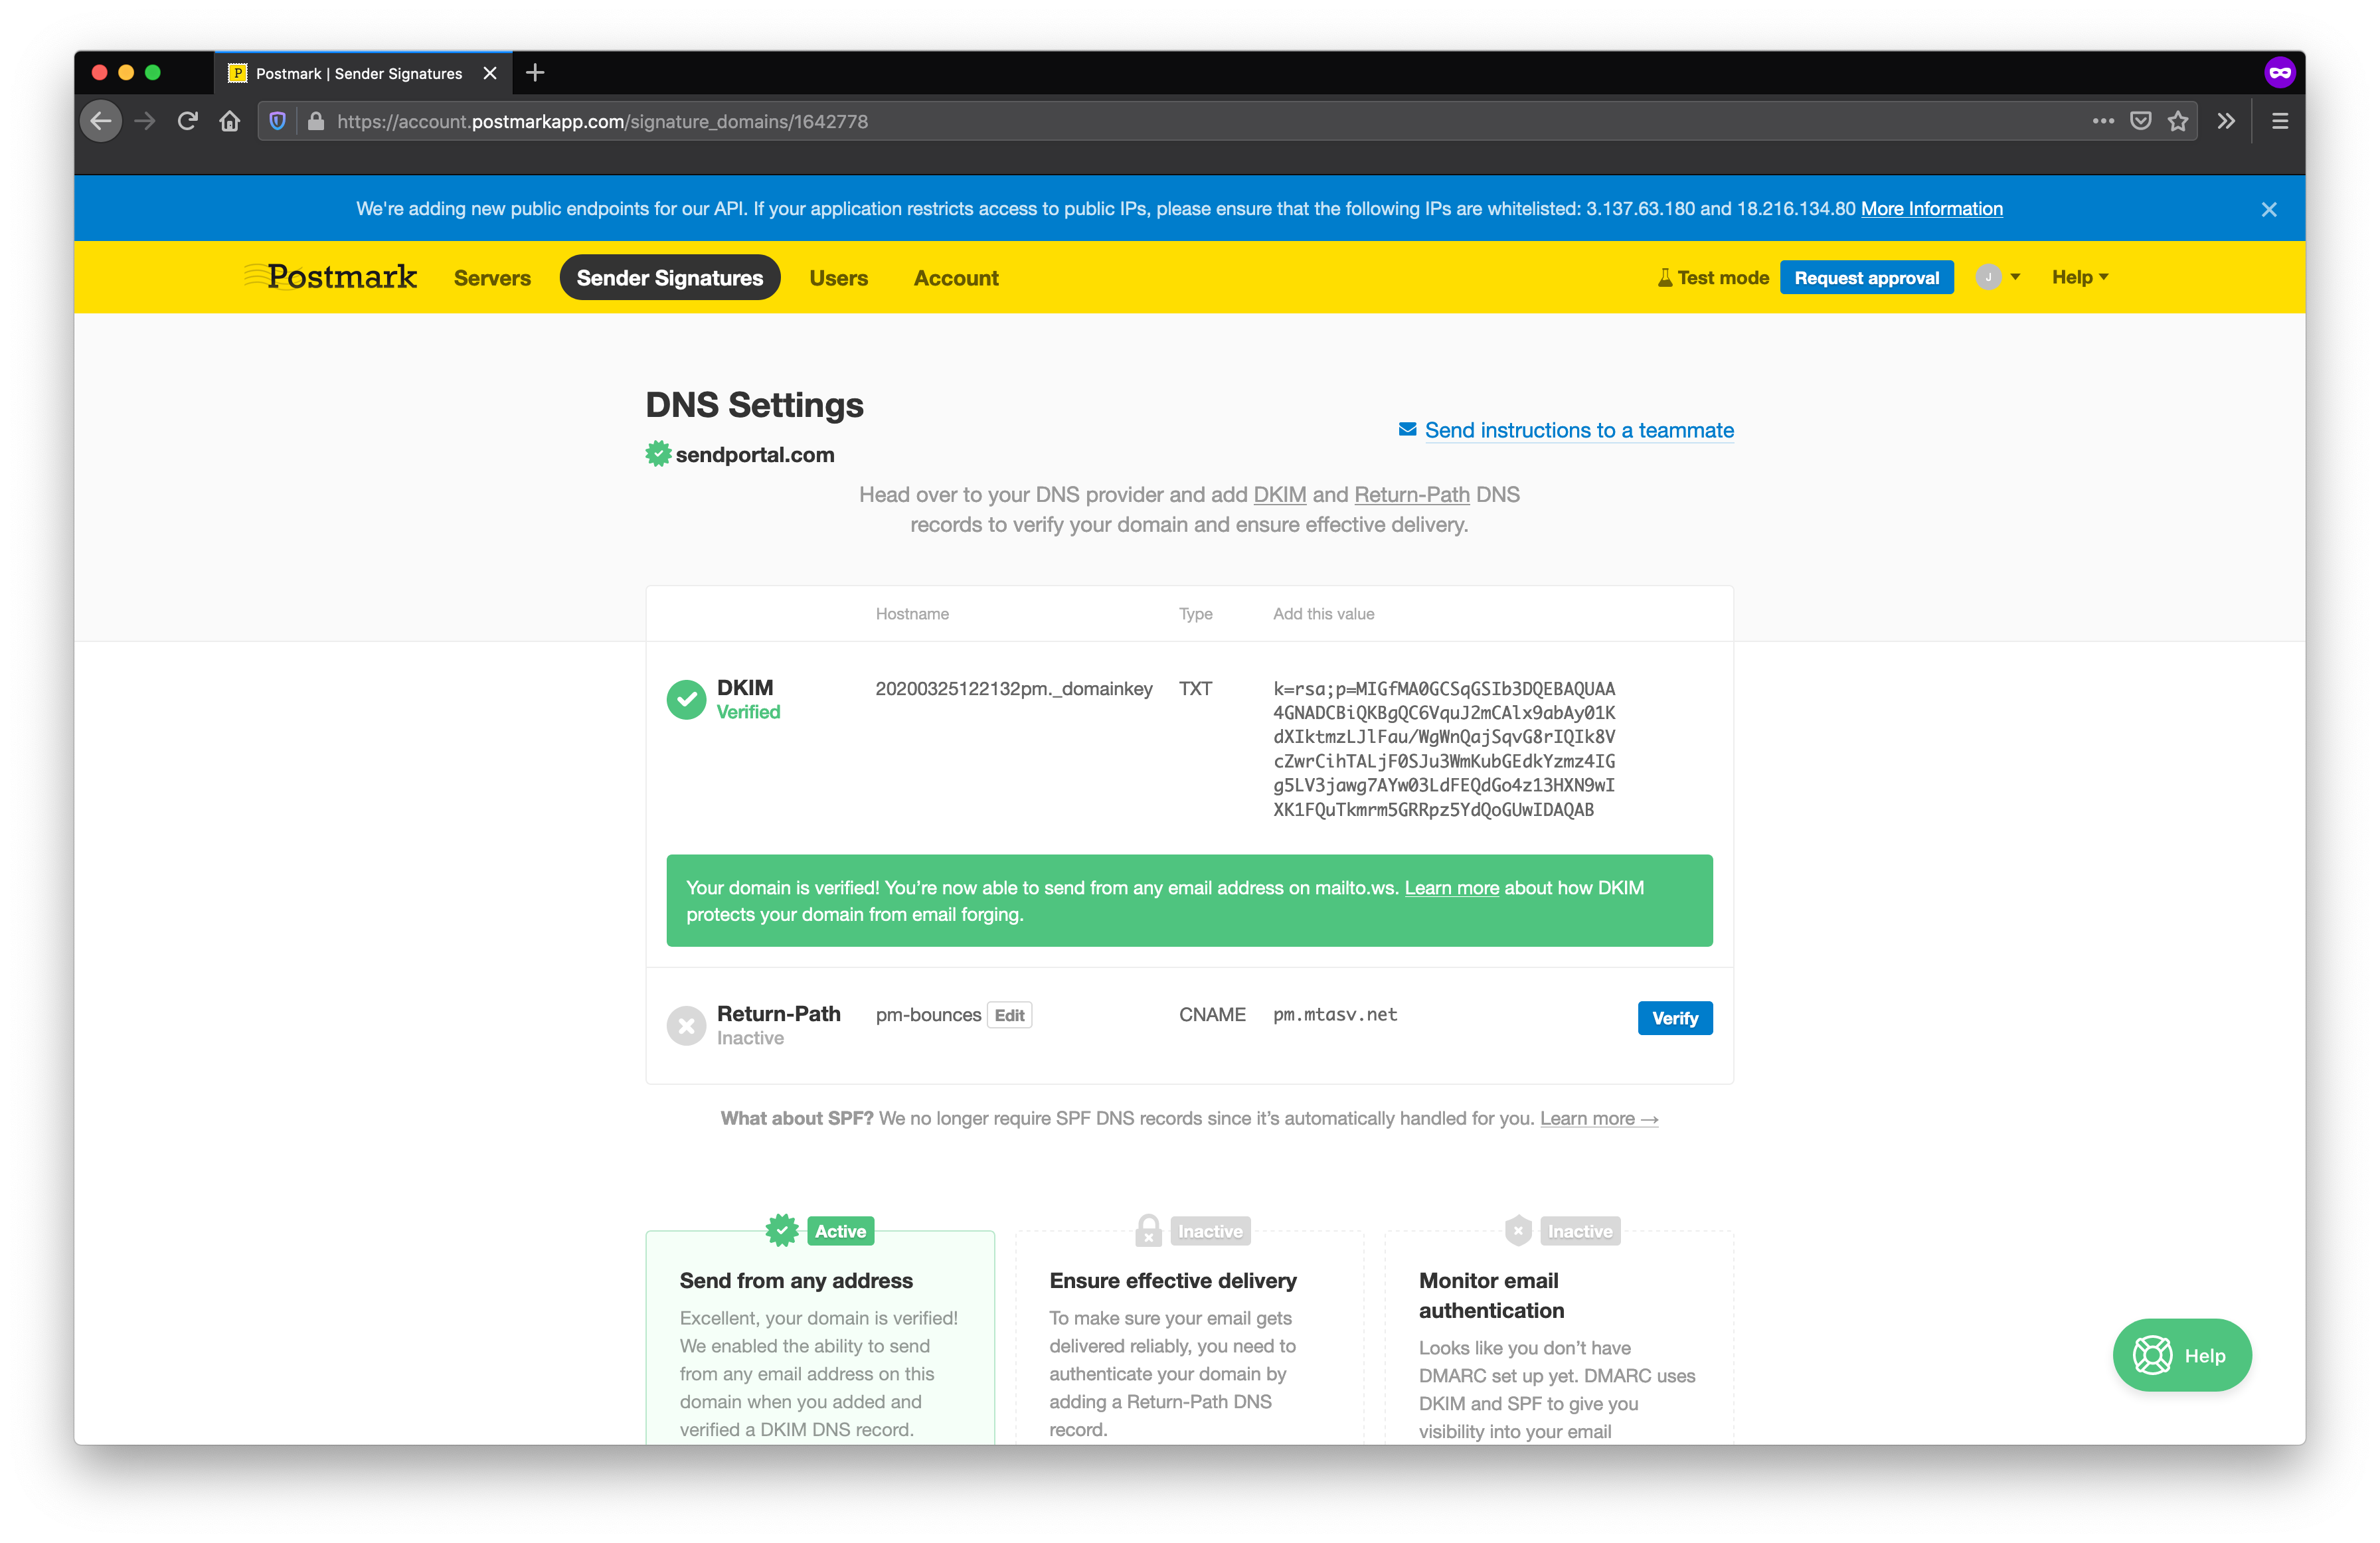 Postmark | Sender Signatures
https://account.postmarkapp.com/signature_domains/1642778
We're adding new public endpoints for our API. If your application restricts access to public IPs, please ensure that the following IPs are whitelisted: 3.137.63.180 and 18.216.134.80 More Information
Postmark Servers Sender Signatures Users Account Test mode Request approval J Help
DNS Settings
Send instructions to a teammate
sendportal.com
Head over to your DNS provider and add DKIM and Return-Path DNS
records to verify your domain and ensure effective delivery.
Hostname Type Add this value
DKIM 20200325122132pm._domainkey TXT k=rsa;p=MIGfMA0GCSqGSIb3DQEBAQUAA
Verified 4GNADCBiQKBgQC6VquJ2mCAlx9abAy01K
dXIktmzLJlFau/WgWnQajSqvG8rIQIk8V
cZwrCihTALjF0SJu3WmKubGEdkYzmz4IG
g5LV3jawg7AYw03LdFEQdGo4z13HXN9wI
XK1FQuTkmrm5GRRpz5YdQoGUwIDAQAB
Your domain is verified! You’re now able to send from any email address on mailto.ws. Learn more about how DKIM
protects your domain from email forging.
Return-Path pm-bounces Edit CNAME pm.mtasv.net Verify
Inactive
What about SPF? We no longer require SPF DNS records since it’s automatically handled for you. Learn more →
Active
Send from any address
Excellent, your domain is verified!
We enabled the ability to send
from any email address on this
domain when you added and
verified a DKIM DNS record.
Inactive
Ensure effective delivery
To make sure your email gets
delivered reliably, you need to
authenticate your domain by
adding a Return-Path DNS
record.
Inactive
Monitor email
authentication
Looks like you don’t have
DMARC set up yet. DMARC uses
DKIM and SPF to give you
visibility into your email
Help